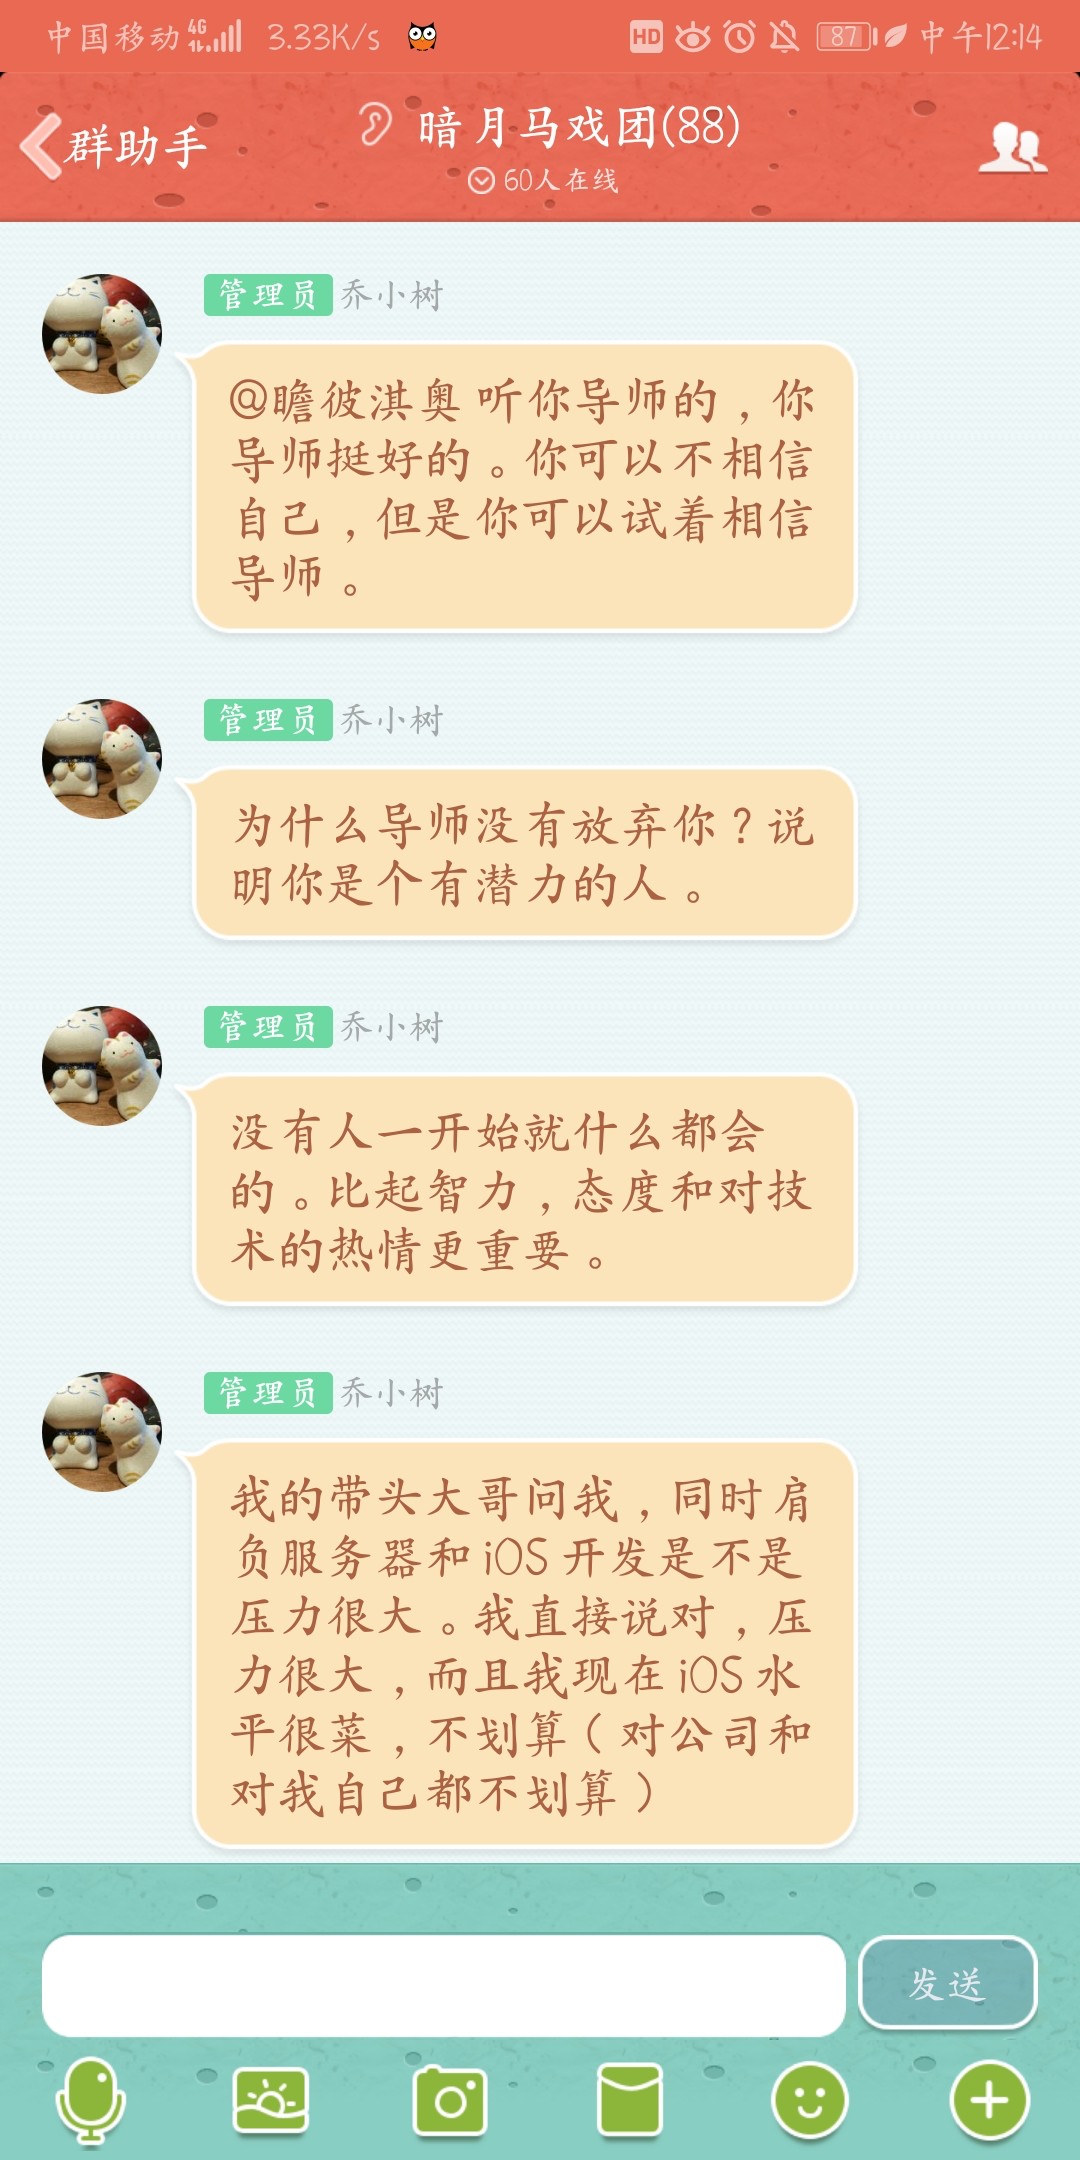 中国移动 4G 3.33K/s HD 87 中午12:14
群助手 暗月马戏团(88)
60人在线
管理员 乔小树
@瞻彼淇奥 听你导师的，你
导师挺好的。你可以不相信
自己，但是你可以试着相信
导师。
管理员 乔小树
为什么导师没有放弃你？说
明你是个有潜力的人。
管理员 乔小树
没有人一开始就什么都会
的。比起智力，态度和对技
术的热情更重要。
管理员 乔小树
我的带头大哥问我，同时肩
负服务器和iOS开发是不是
压力很大。我直接说对，压
力很大，而且我现在iOS水
平很菜，不划算（对公司和
对我自己都不划算）
发送